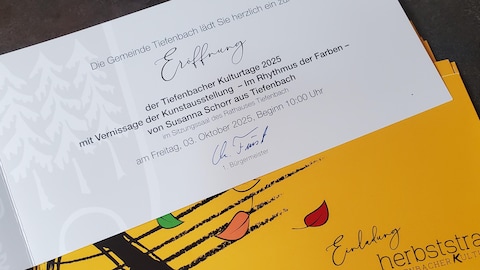 Die Gemeinde Tiefenbach lädt Sie herzlich ein zur
Eröffnung
der Tiefenbacher Kulturtage 2025
mit Vernissage der Kunstausstellung – Im Rhythmus der Farben –
von Susanna Schorr aus Tiefenbach
im Sitzungssaal des Rathauses Tiefenbach
am Freitag, 03. Oktober 2025, Beginn 10:00 Uhr
1. Bürgermeister
Einladung
herbststra
ENBACHER KULT